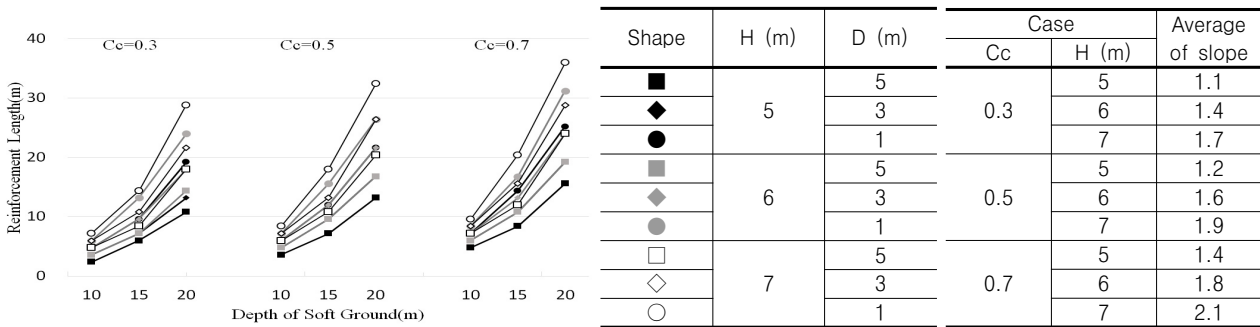 40
30
20
10
0
Reinforcement Length(m)
Cc=0.3 Cc=0.5 Cc=0.7
10 15 20 10 15 20 10 15 20
Depth of Soft Ground(m)
Shape H (m) D (m)
5
5 3
1
5
6 3
1
5
7 3
1
Case Average
Cc H (m) of slope
5 1.1
0.3 6 1.4
7 1.7
5 1.2
0.5 6 1.6
7 1.9
5 1.4
0.7 6 1.8
7 2.1